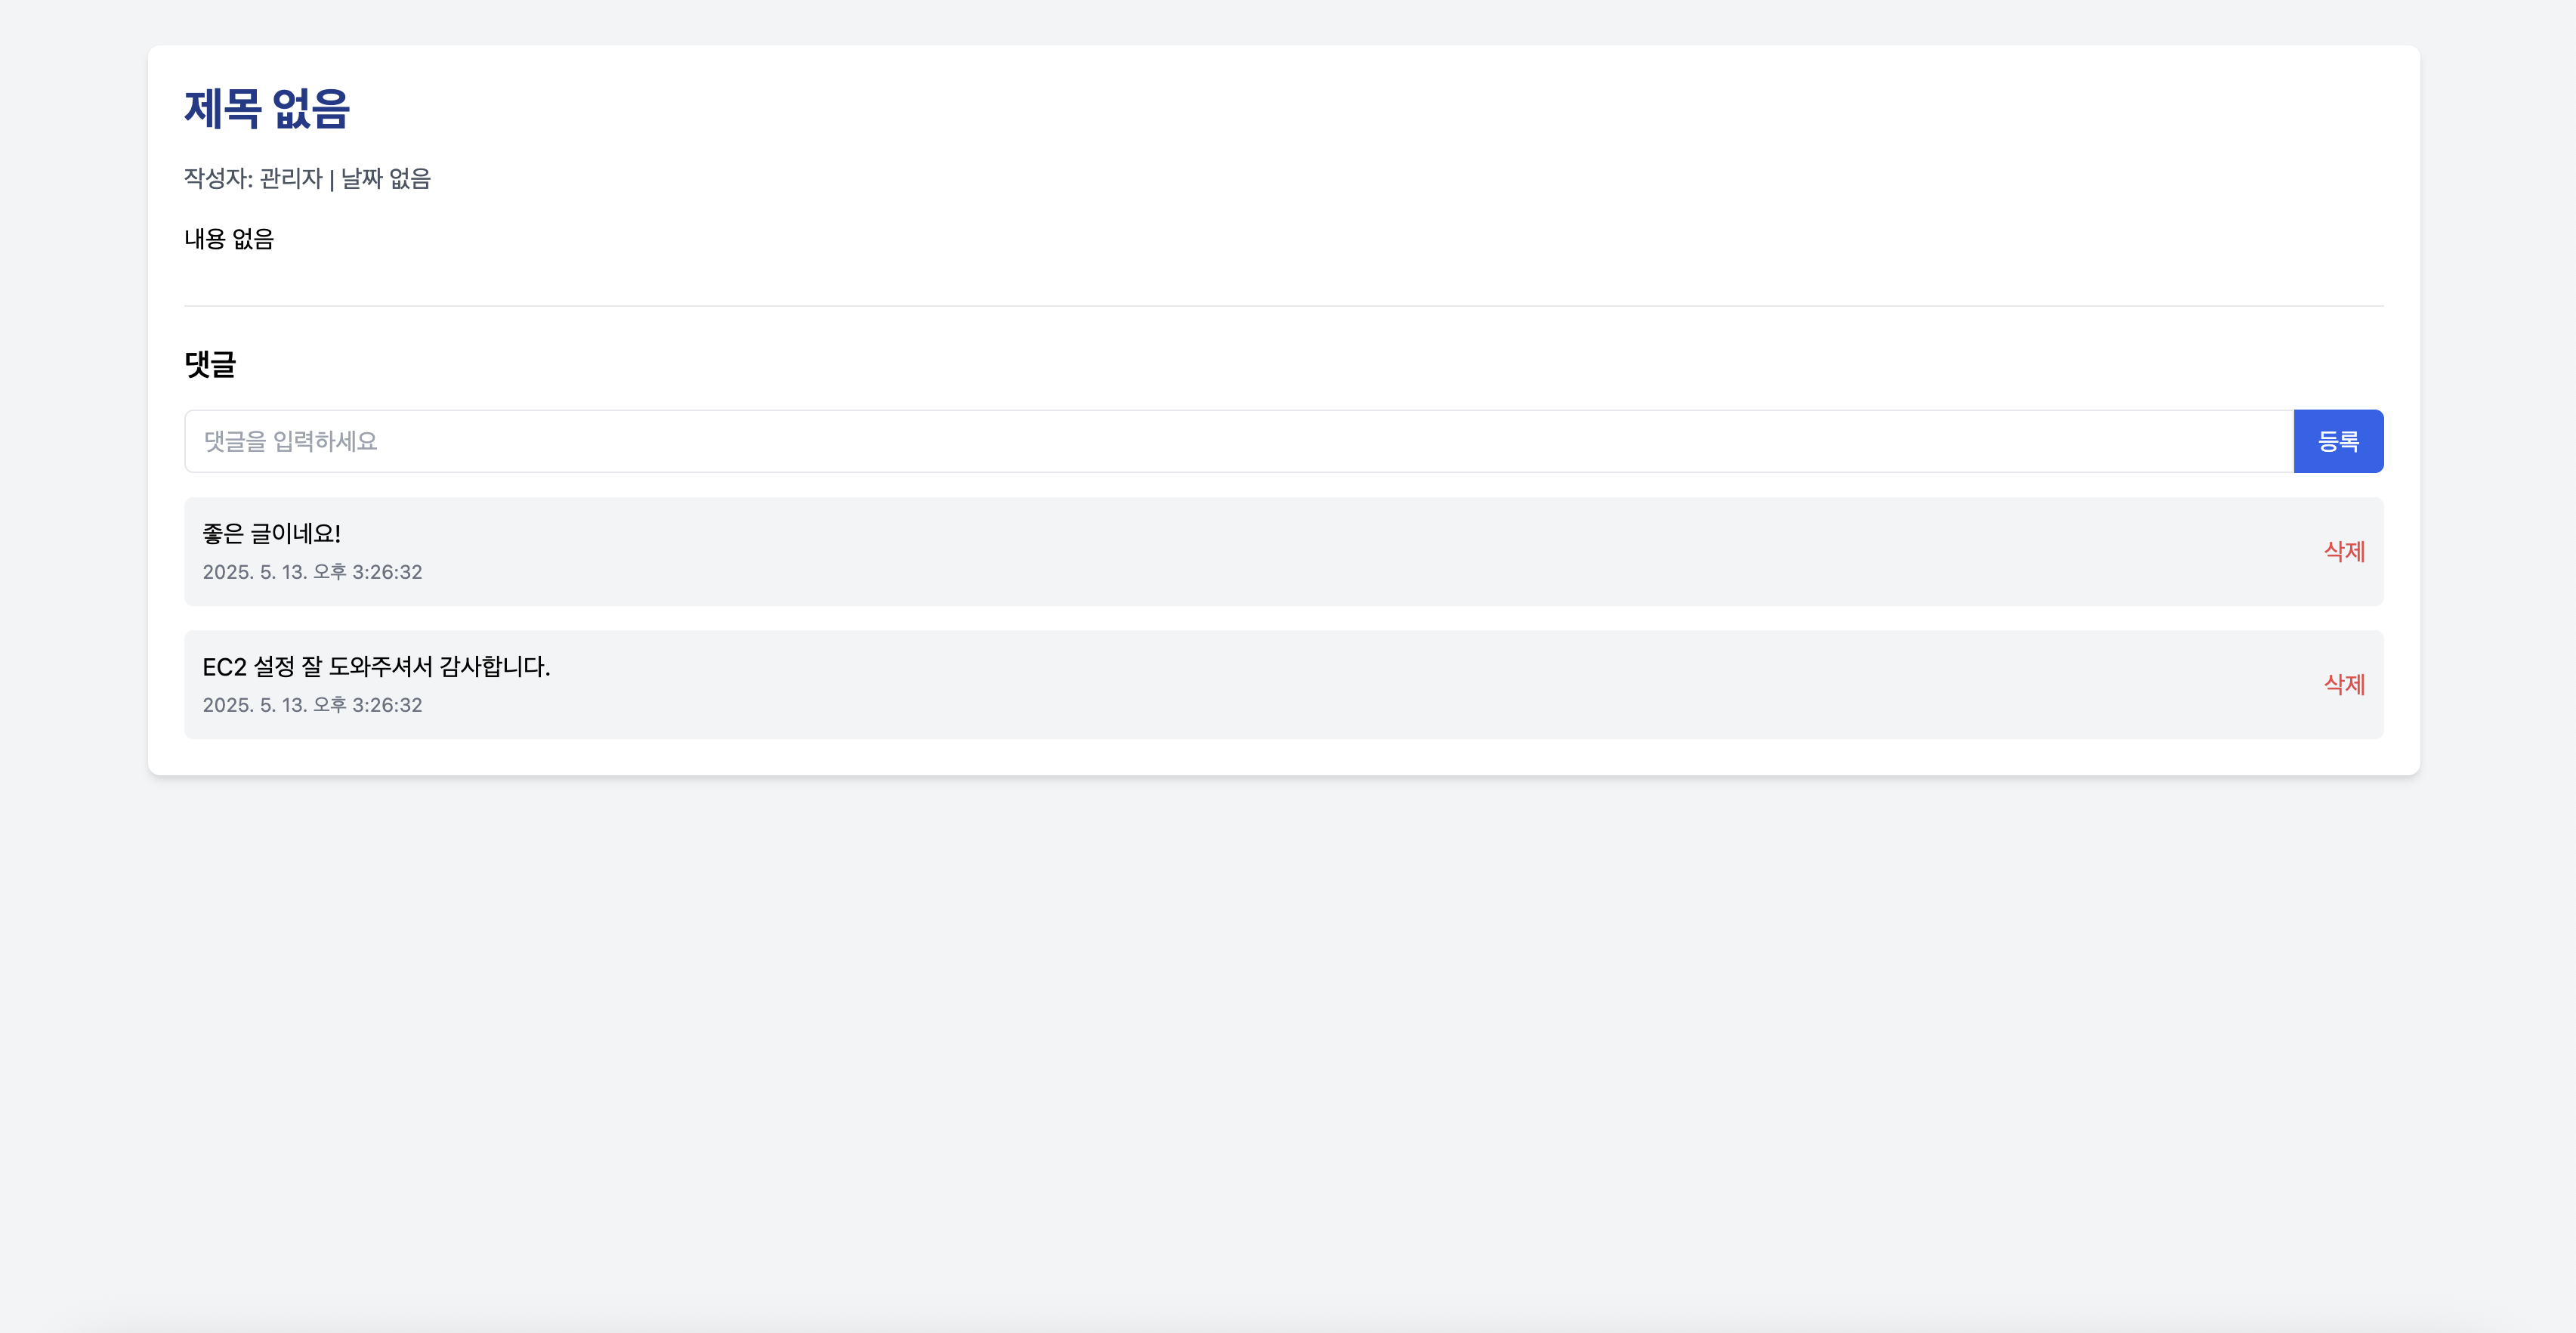 제목 없음
작성자: 관리자 | 날짜 없음
내용 없음
댓글
댓글을 입력하세요
등록
좋은 글이네요!
2025. 5. 13. 오후 3:26:32
삭제
EC2 설정 잘 도와주셔서 감사합니다.
2025. 5. 13. 오후 3:26:32
삭제